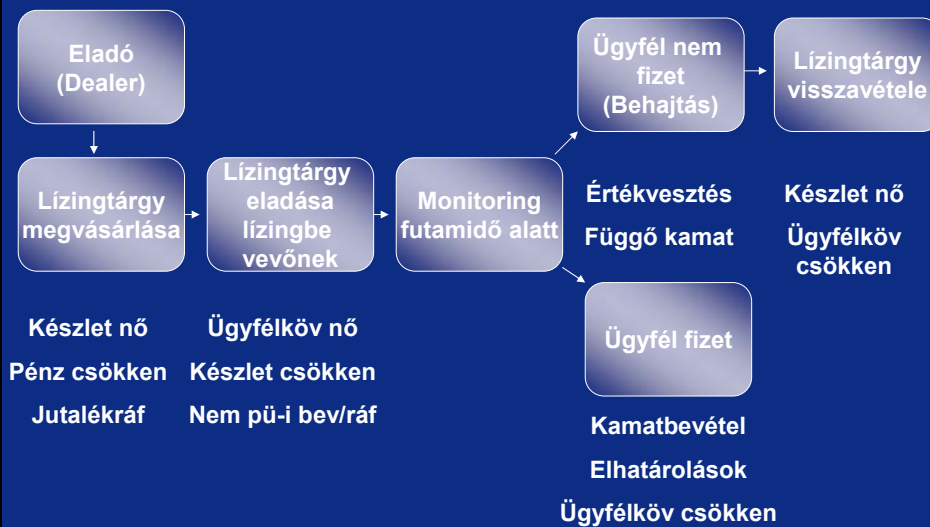 Eladó
(Dealer)
Lízingtárgy
megvásárlása
Készlet nő
Pénz csökken
Jutalékráf
Lízingtárgy
eladása
lízingbe
vevőnek
Ügyfélköv nő
Készlet csökken
Nem pü-i bev/ráf
Monitoring
futamidő alatt
Ügyfél nem
fizet
(Behajtás)
Értékvesztés
Függő kamat
Lízingtárgy
visszavétele
Készlet nő
Ügyfélköv
csökken
Ügyfél fizet
Kamatbevétel
Elhatárolások
Ügyfélköv csökken